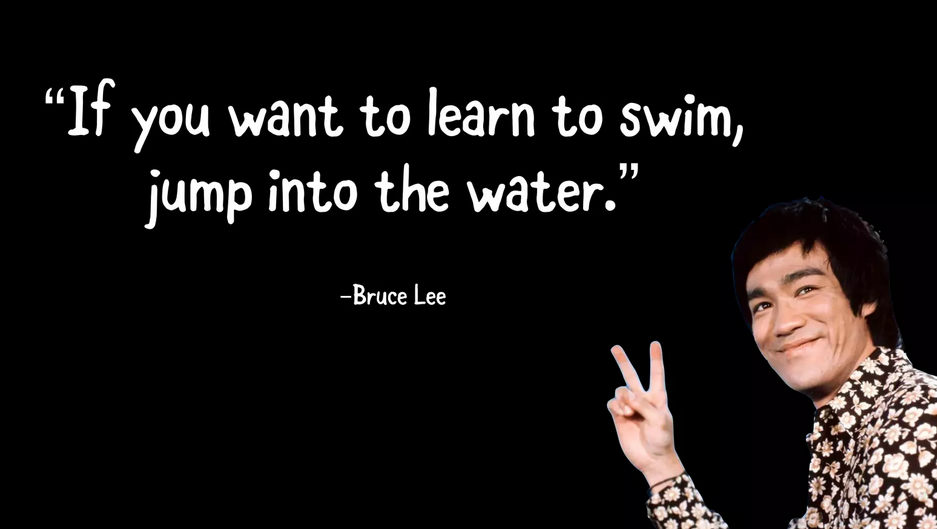 “If you want to learn to swim,
jump into the water.”
–Bruce Lee